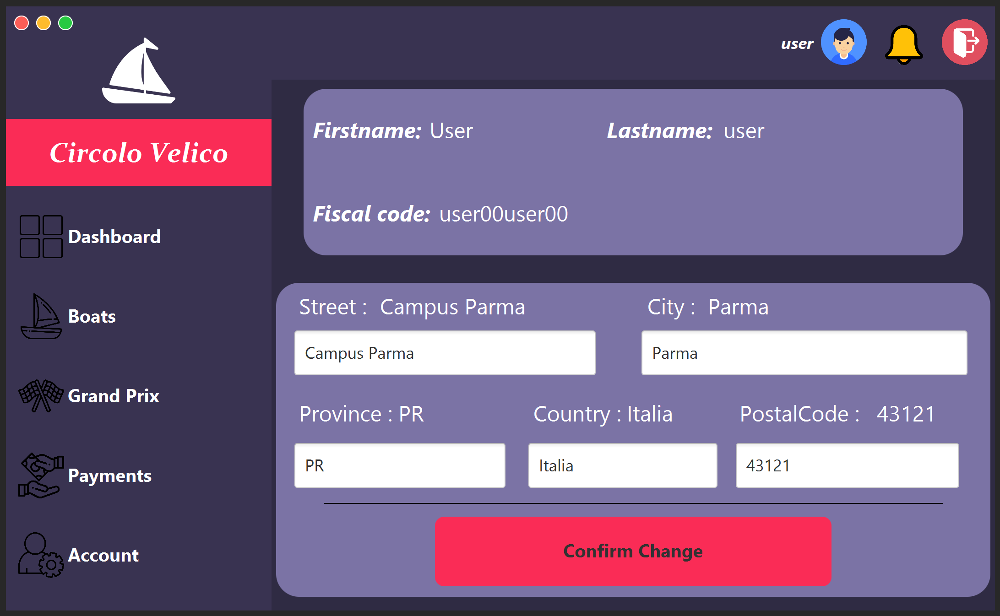 user
Circolo Velico
Dashboard
Boats
Grand Prix
Payments
Account
Firstname: User
Lastname: user
Fiscal code: user00user00
Street : Campus Parma
City : Parma
Campus Parma
Parma
Province : PR
Country : Italia
PostalCode : 43121
PR
Italia
43121
Confirm Change